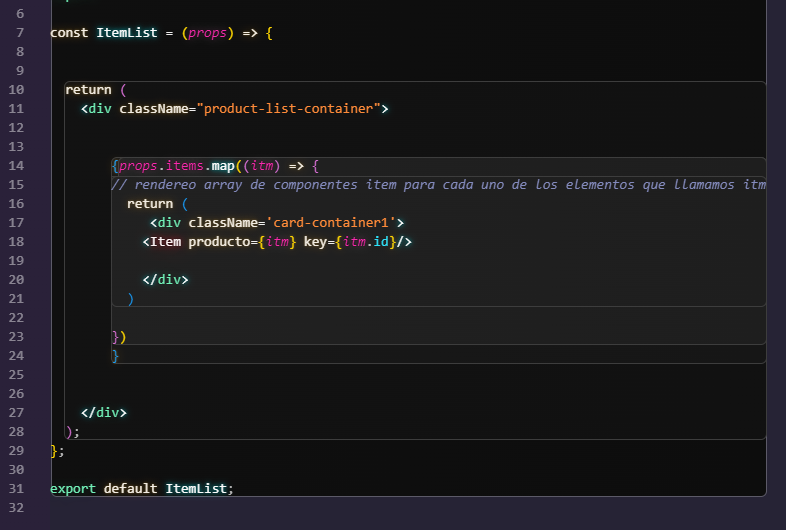 6
7 const ItemList = (props) => {
8
9
10 return (
11 <div className="product-list-container">
12
13
14 {props.items.map((itm) => {
15 // rendereo array de componentes item para cada uno de los elementos que llamamos itm
16 return (
17 <div className='card-container1'>
18 <Item producto={itm} key={itm.id}/>
19
20 </div>
21 )
22
23 })
24 }
25
26
27 </div>
28 );
29 };
30
31 export default ItemList;
32